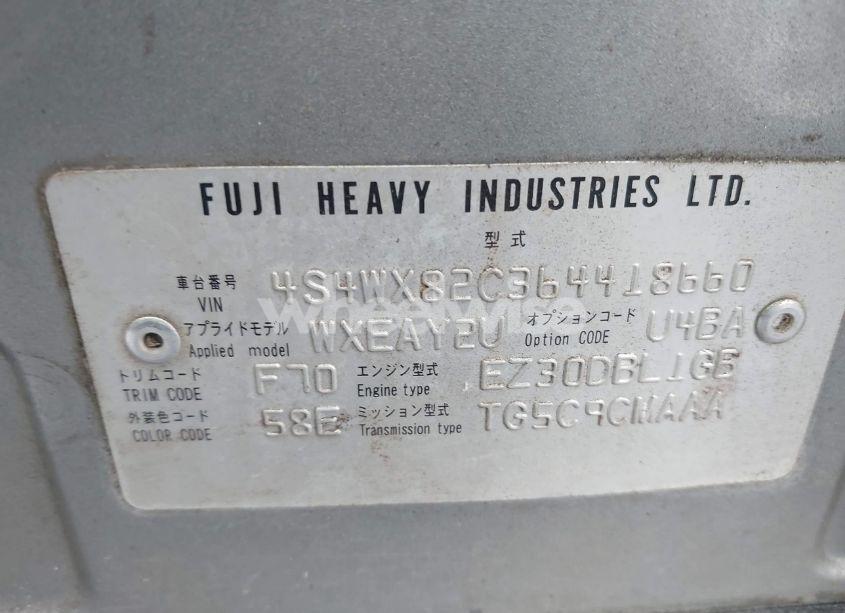 FUJI HEAVY INDUSTRIES LTD.
型式
車台番号 VIN 4S4WX82C364418660
アプライドモデル Applied model WXEAY2U オプションコード Option CODE U4BA
トリムコード TRIM CODE F70 エンジン型式 Engine type EZ30DBL1GB
外装色コード COLOR CODE 58E ミッション型式 Transmission type TG5C9CMAAA